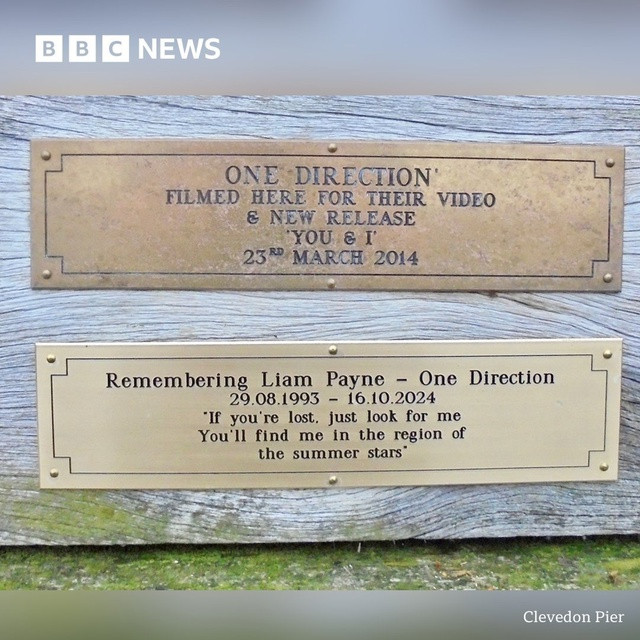 BBC NEWS
ONE DIRECTION'
FILMED HERE FOR THEIR VIDEO
& NEW RELEASE
'YOU & I'
23RD MARCH 2014
Remembering Liam Payne – One Direction
29.08.1993 – 16.10.2024
"If you're lost, just look for me
You'll find me in the region of
the summer stars"
Clevedon Pier